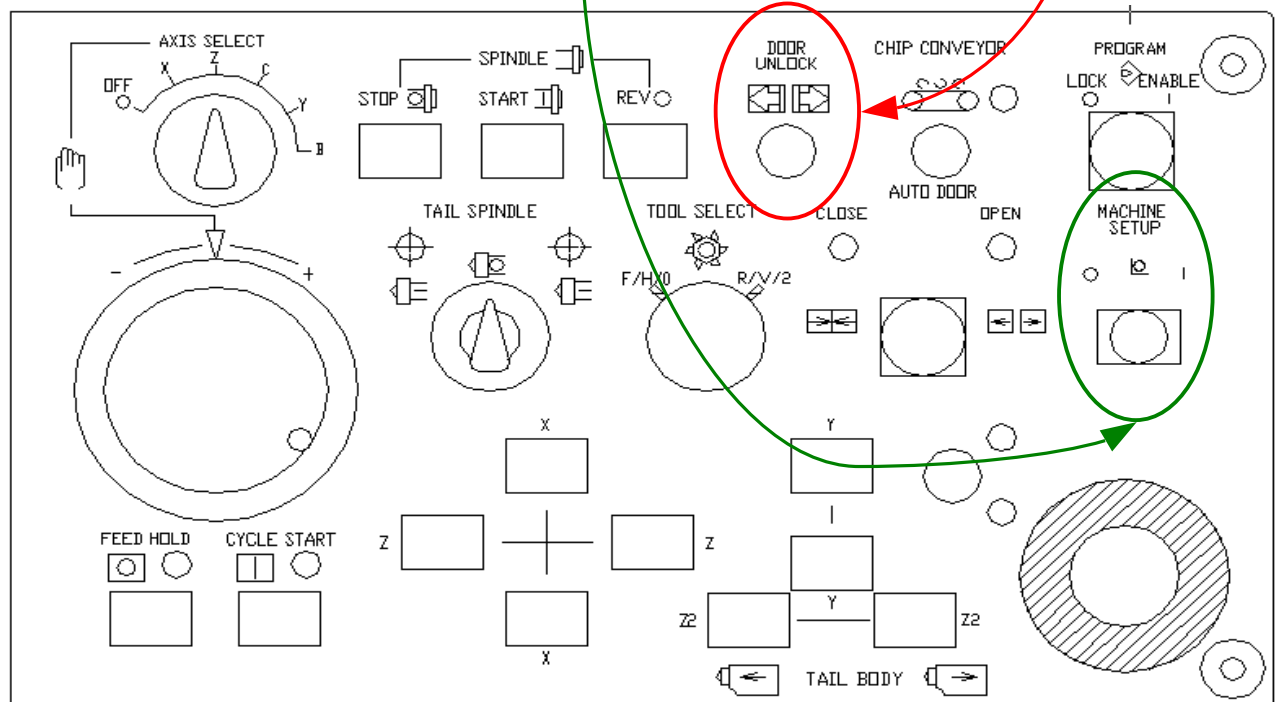 AXIS SELECT
OFF
X
Z
C
Y
B
SPINDLE
STOP
START
REV
DOOR
UNLOCK
CHIP CONVEYOR
PROGRAM
LOCK
ENABLE
AUTO DOOR
CLOSE
OPEN
MACHINE
SETUP
TAIL SPINDLE
TOOL SELECT
F/H/O
R/V/2
-
+
FEED HOLD
CYCLE START
X
Z
Z
X
Y
Y
Z2
Z2
TAIL BODY